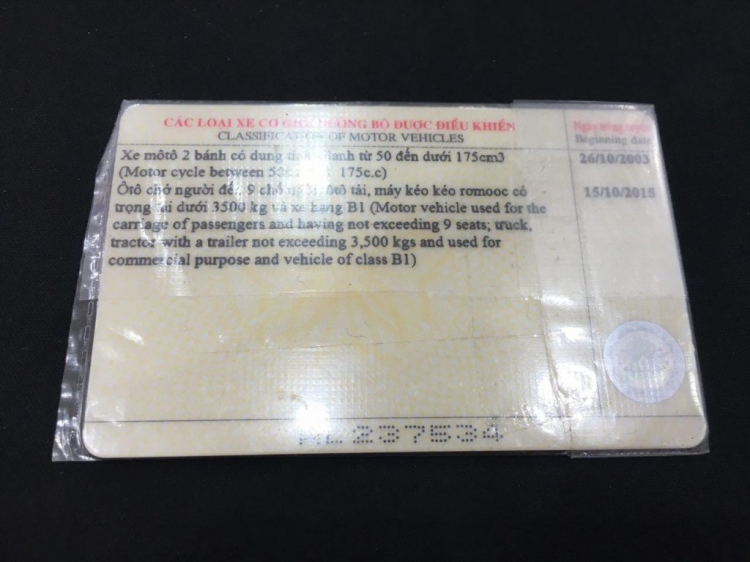 CÁC LOẠI XE CƠ GIỚI ĐƯỜNG BỘ ĐƯỢC ĐIỀU KHIỂN
CLASSIFICATION OF MOTOR VEHICLES
Beginning date
Xe môtô 2 bánh có dung tích xilanh từ 50 đến dưới 175cm3
26/10/2003
(Motor cycle between 175c.c)
Ôtô chở người đến 9 chỗ ngồi, ôtô tải, máy kéo kéo rơmooc có
15/10/2015
trọng tải dưới 3500 kg và xe hạng B1 (Motor vehicle used for the
carriage of passengers and having not exceeding 9 seats; truck,
tractor with a trailer not exceeding 3,500 kgs and used for
commercial purpose and vehicle of class B1)
237534